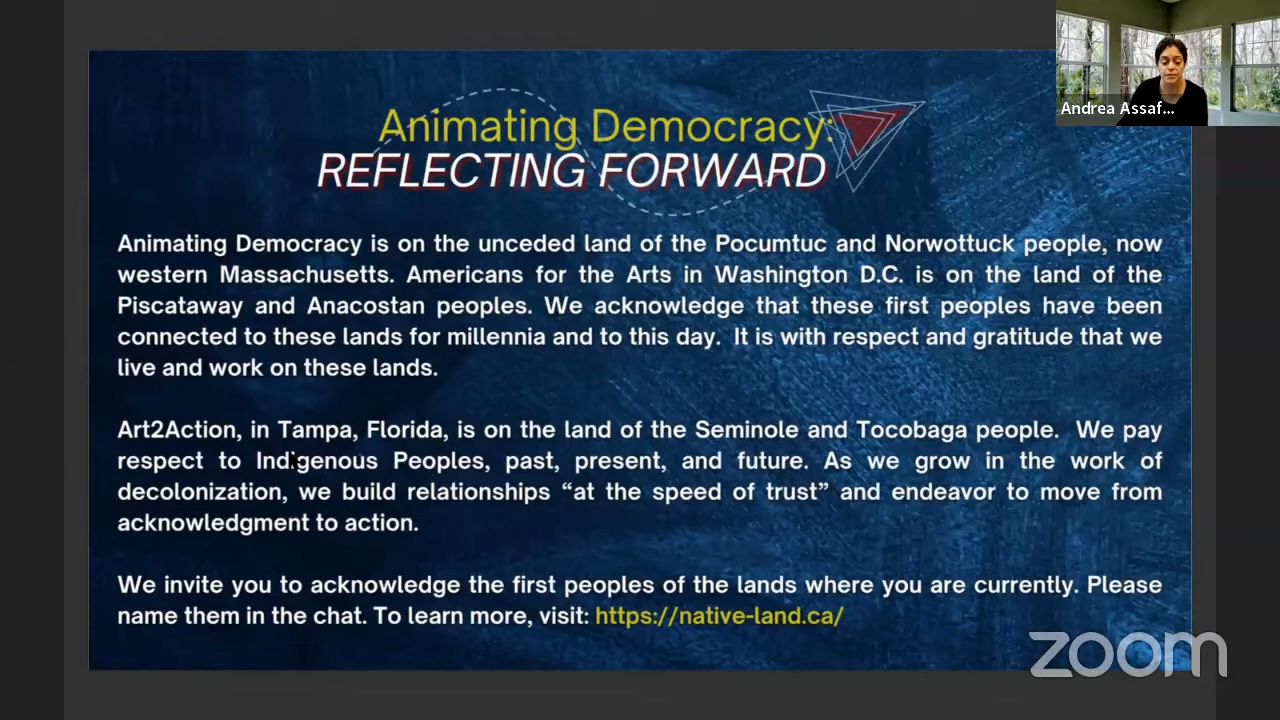 Andrea Assaf...
Animating Democracy:
REFLECTING FORWARD
Animating Democracy is on the unceded land of the Pocumtuc and Norwottuck people, now
western Massachusetts. Americans for the Arts in Washington D.C. is on the land of the
Piscataway and Anacostan peoples. We acknowledge that these first peoples have been
connected to these lands for millennia and to this day. It is with respect and gratitude that we
live and work on these lands.
Art2Action, in Tampa, Florida, is on the land of the Seminole and Tocobaga people. We pay
respect to Indigenous Peoples, past, present, and future. As we grow in the work of
decolonization, we build relationships “at the speed of trust” and endeavor to move from
acknowledgment to action.
We invite you to acknowledge the first peoples of the lands where you are currently. Please
name them in the chat. To learn more, visit: https://native-land.ca/
zoom